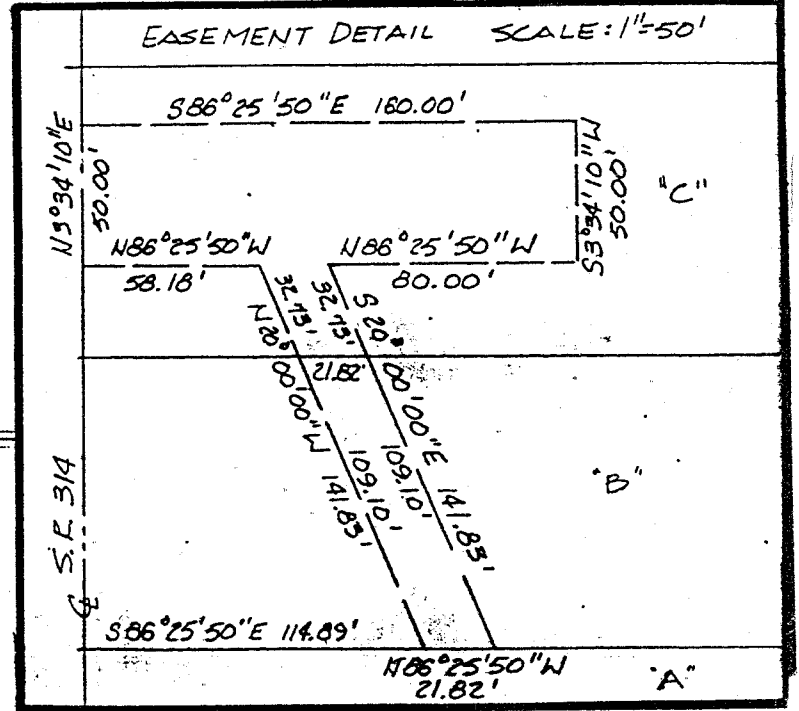 EASEMENT DETAIL SCALE: 1"=50'
S86°25'50"E 160.00'
N3°34'10"E
50.00'
S3°34'10"W
50.00'
"C"
N86°25'50"W
58.18'
N86°25'50"W
80.00'
32.73'
N20°00'00"W 141.83'
109.10'
32.73'
S20°00'00"E 141.83'
109.10'
21.82'
"B"
℄ S.R. 314
S86°25'50"E 114.89'
N86°25'50"W
21.82'
"A"